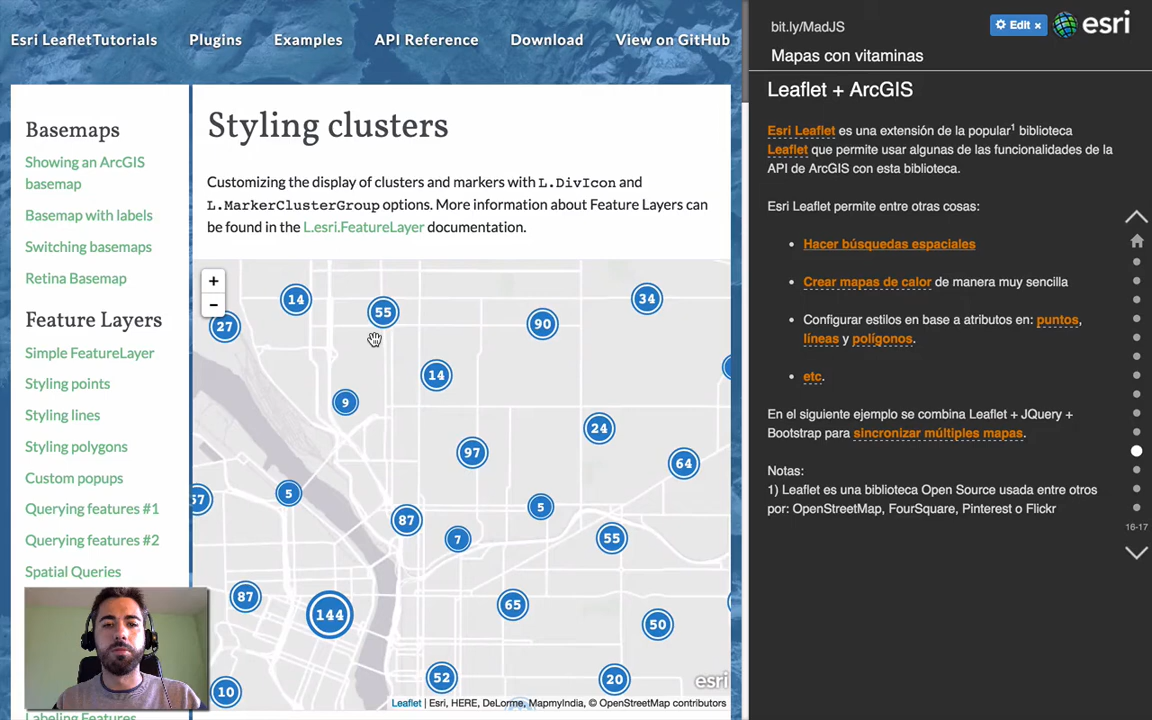 Esri LeafletTutorials
Plugins
Examples
API Reference
Download
View on GitHub
Basemaps
Showing an ArcGIS
basemap
Basemap with labels
Switching basemaps
Retina Basemap
Feature Layers
Simple FeatureLayer
Styling points
Styling lines
Styling polygons
Custom popups
Querying features #1
Querying features #2
Spatial Queries
Labeling Features
Styling clusters
Customizing the display of clusters and markers with L.DivIcon and
L.MarkerClusterGroup options. More information about Feature Layers can
be found in the L.esri.FeatureLayer documentation.
+
-
14
55
34
27
90
14
9
24
97
64
5
57
5
87
7
55
87
144
65
50
52
20
10
esri
Leaflet | Esri, HERE, DeLorme, MapmyIndia, © OpenStreetMap contributors
bit.ly/MadJS
Edit ×
esri
Mapas con vitaminas
Leaflet + ArcGIS
Esri Leaflet es una extensión de la popular¹ biblioteca
Leaflet que permite usar algunas de las funcionalidades de la
API de ArcGIS con esta biblioteca.
Esri Leaflet permite entre otras cosas:
• Hacer búsquedas espaciales
• Crear mapas de calor de manera muy sencilla
• Configurar estilos en base a atributos en: puntos,
líneas y polígonos.
• etc.
En el siguiente ejemplo se combina Leaflet + JQuery +
Bootstrap para sincronizar múltiples mapas.
Notas:
1) Leaflet es una biblioteca Open Source usada entre otros
por: OpenStreetMap, FourSquare, Pinterest o Flickr
16-17